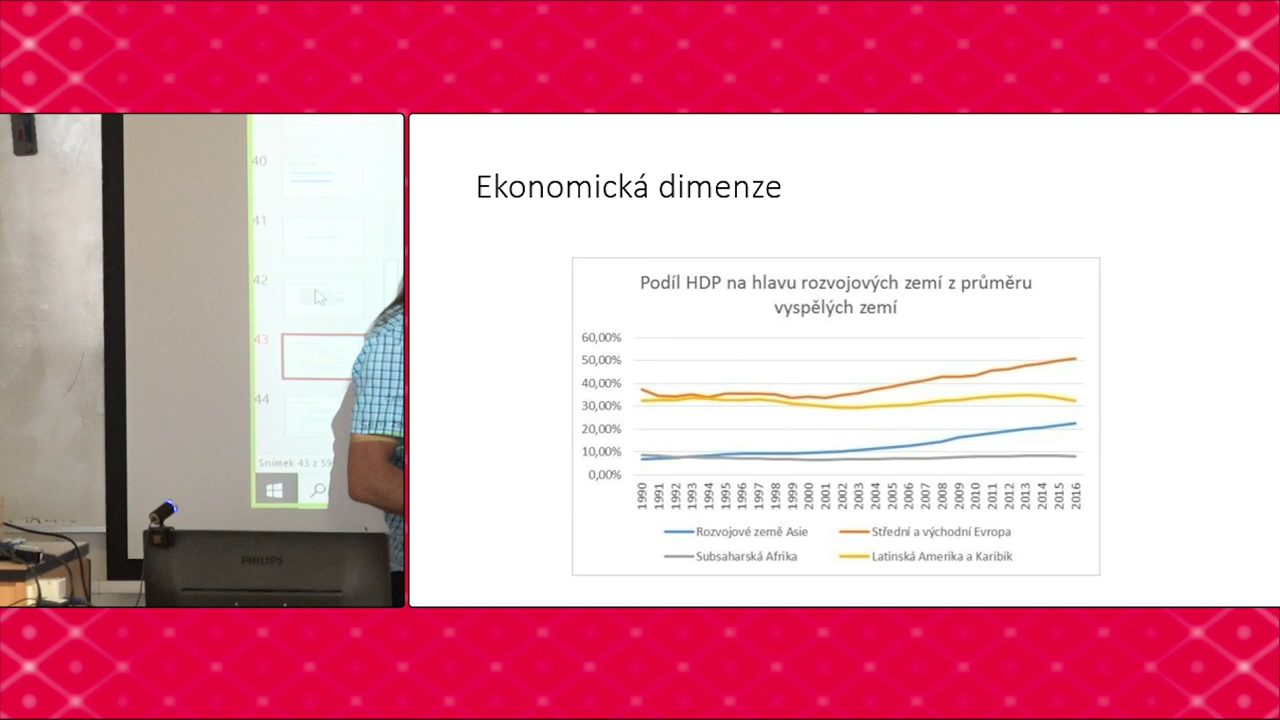 40
41
42
43
44
Snímek 43 z 59
PHILIPS
Ekonomická dimenze
Podíl HDP na hlavu rozvojových zemí z průměru
vyspělých zemí
60,00%
50,00%
40,00%
30,00%
20,00%
10,00%
0,00%
1990 1991 1992 1993 1994 1995 1996 1997 1998 1999 2000 2001 2002 2003 2004 2005 2006 2007 2008 2009 2010 2011 2012 2013 2014 2015 2016
Rozvojové země Asie Střední a východní Evropa
Subsaharská Afrika Latinská Amerika a Karibik